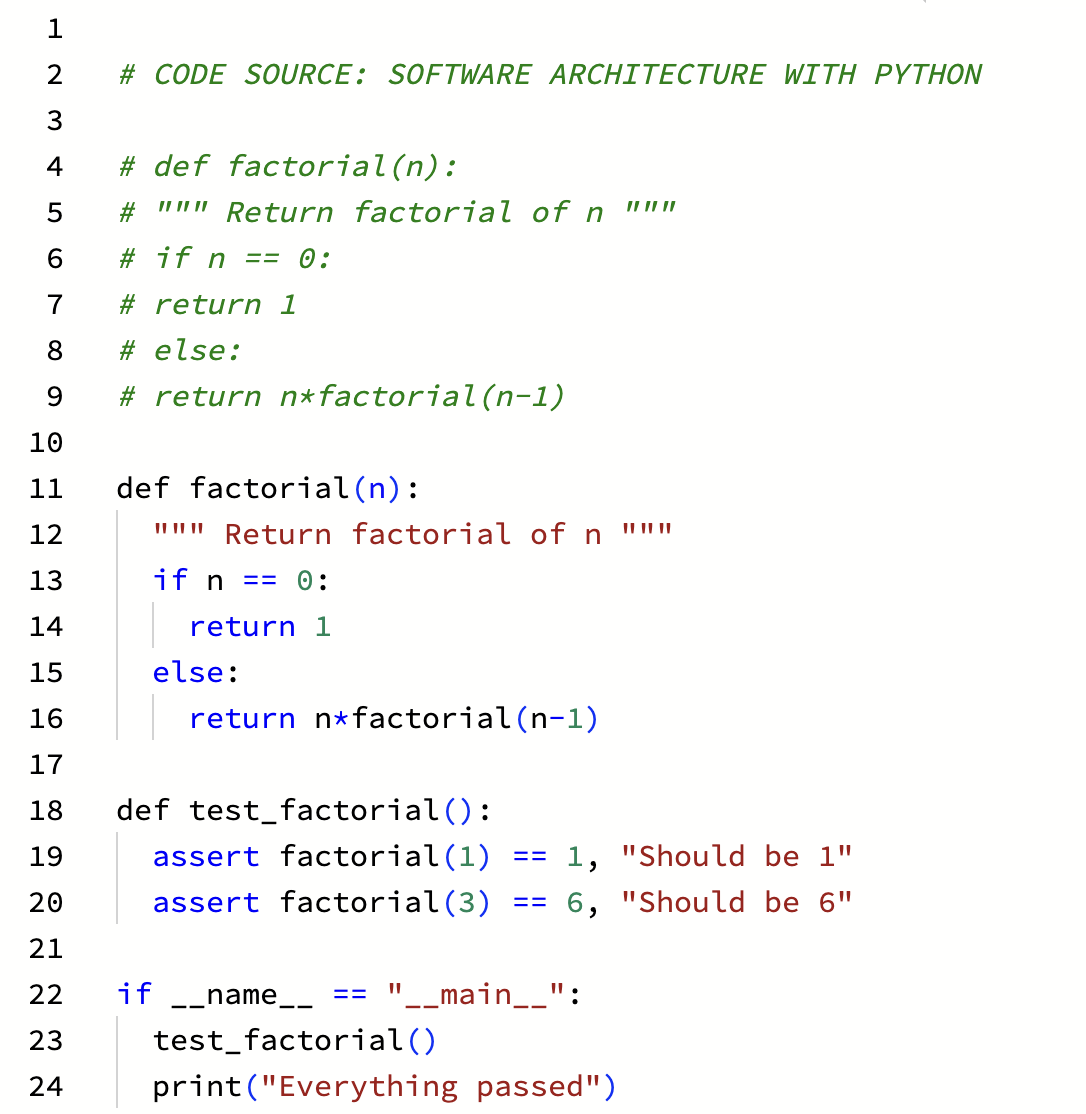 1
2 # CODE SOURCE: SOFTWARE ARCHITECTURE WITH PYTHON
3
4 # def factorial(n):
5 # """ Return factorial of n """
6 # if n == 0:
7 # return 1
8 # else:
9 # return n*factorial(n-1)
10
11 def factorial(n):
12   """ Return factorial of n """
13   if n == 0:
14     return 1
15   else:
16     return n*factorial(n-1)
17
18 def test_factorial():
19   assert factorial(1) == 1, "Should be 1"
20   assert factorial(3) == 6, "Should be 6"
21
22 if __name__ == "__main__":
23   test_factorial()
24   print("Everything passed")